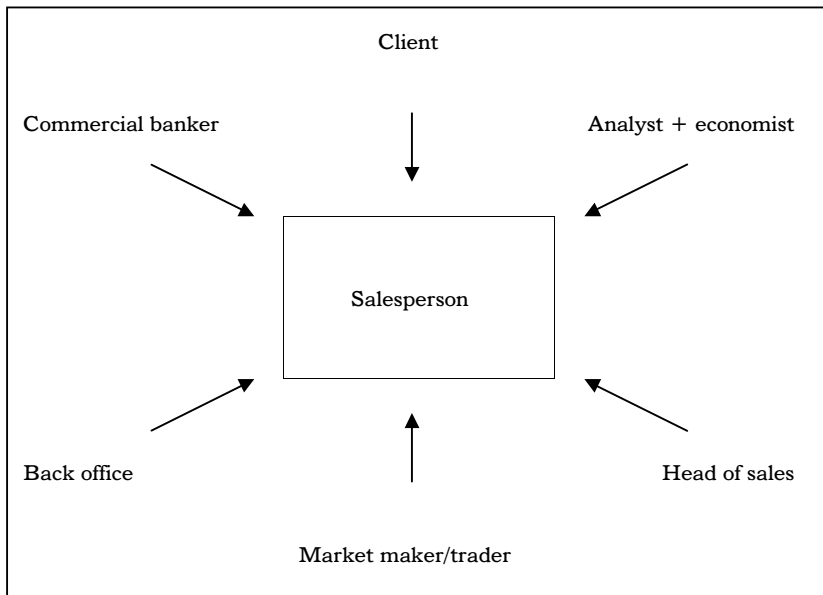 Client
Commercial banker
Analyst + economist
Salesperson
Back office
Head of sales
Market maker/trader